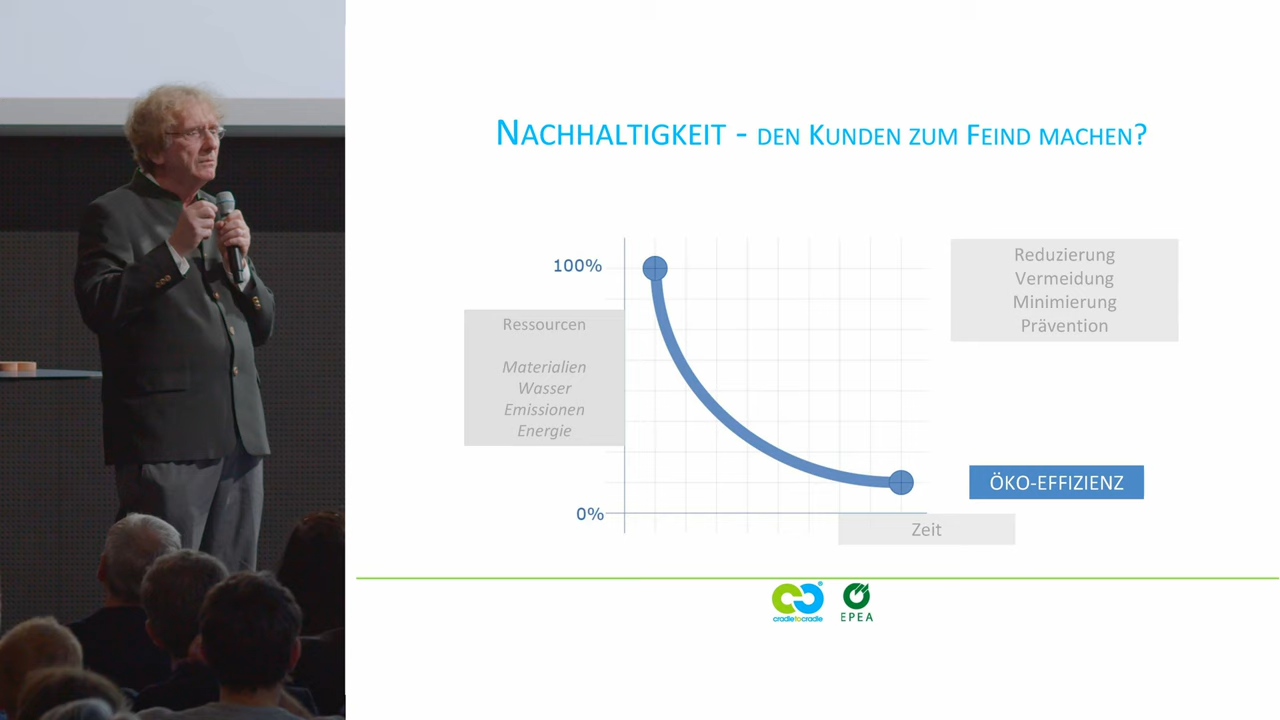 NACHHALTIGKEIT - DEN KUNDEN ZUM FEIND MACHEN?
100%
Ressourcen
Materialien
Wasser
Emissionen
Energie
0%
Reduzierung
Vermeidung
Minimierung
Prävention
ÖKO-EFFIZIENZ
Zeit
cradletocradle
EPEA